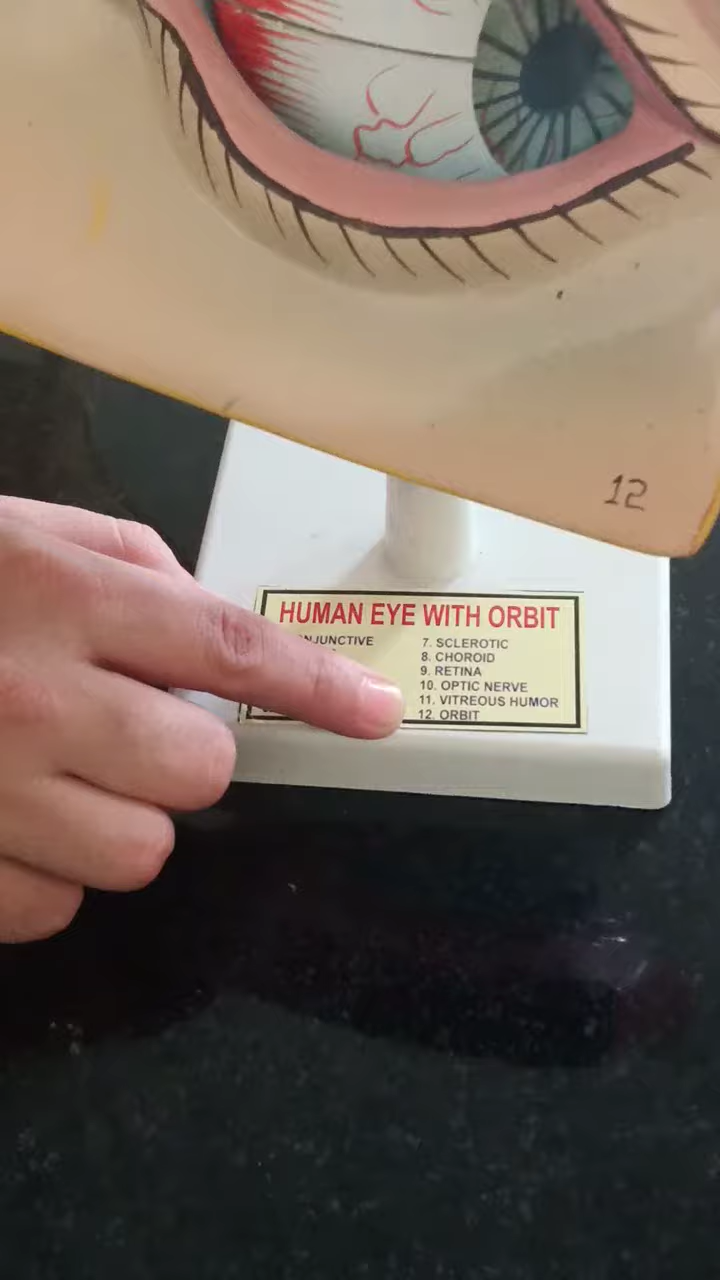 12
HUMAN EYE WITH ORBIT
NJUNCTIVE
7. SCLEROTIC
8. CHOROID
9. RETINA
10. OPTIC NERVE
11. VITREOUS HUMOR
12. ORBIT